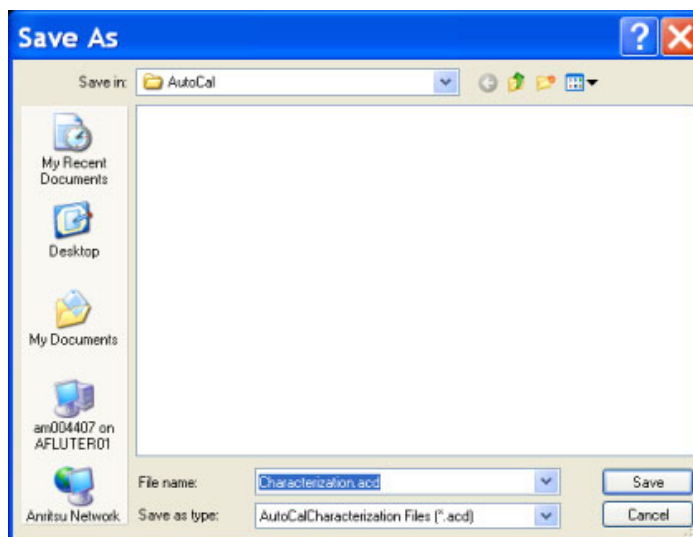 Save As
Save in: AutoCal
My Recent
Documents
Desktop
My Documents
am004407 on
AFLUTER01
Anritsu Network
File name: Characterization.acd Save
Save as type: AutoCalCharacterization Files (*.acd) Cancel